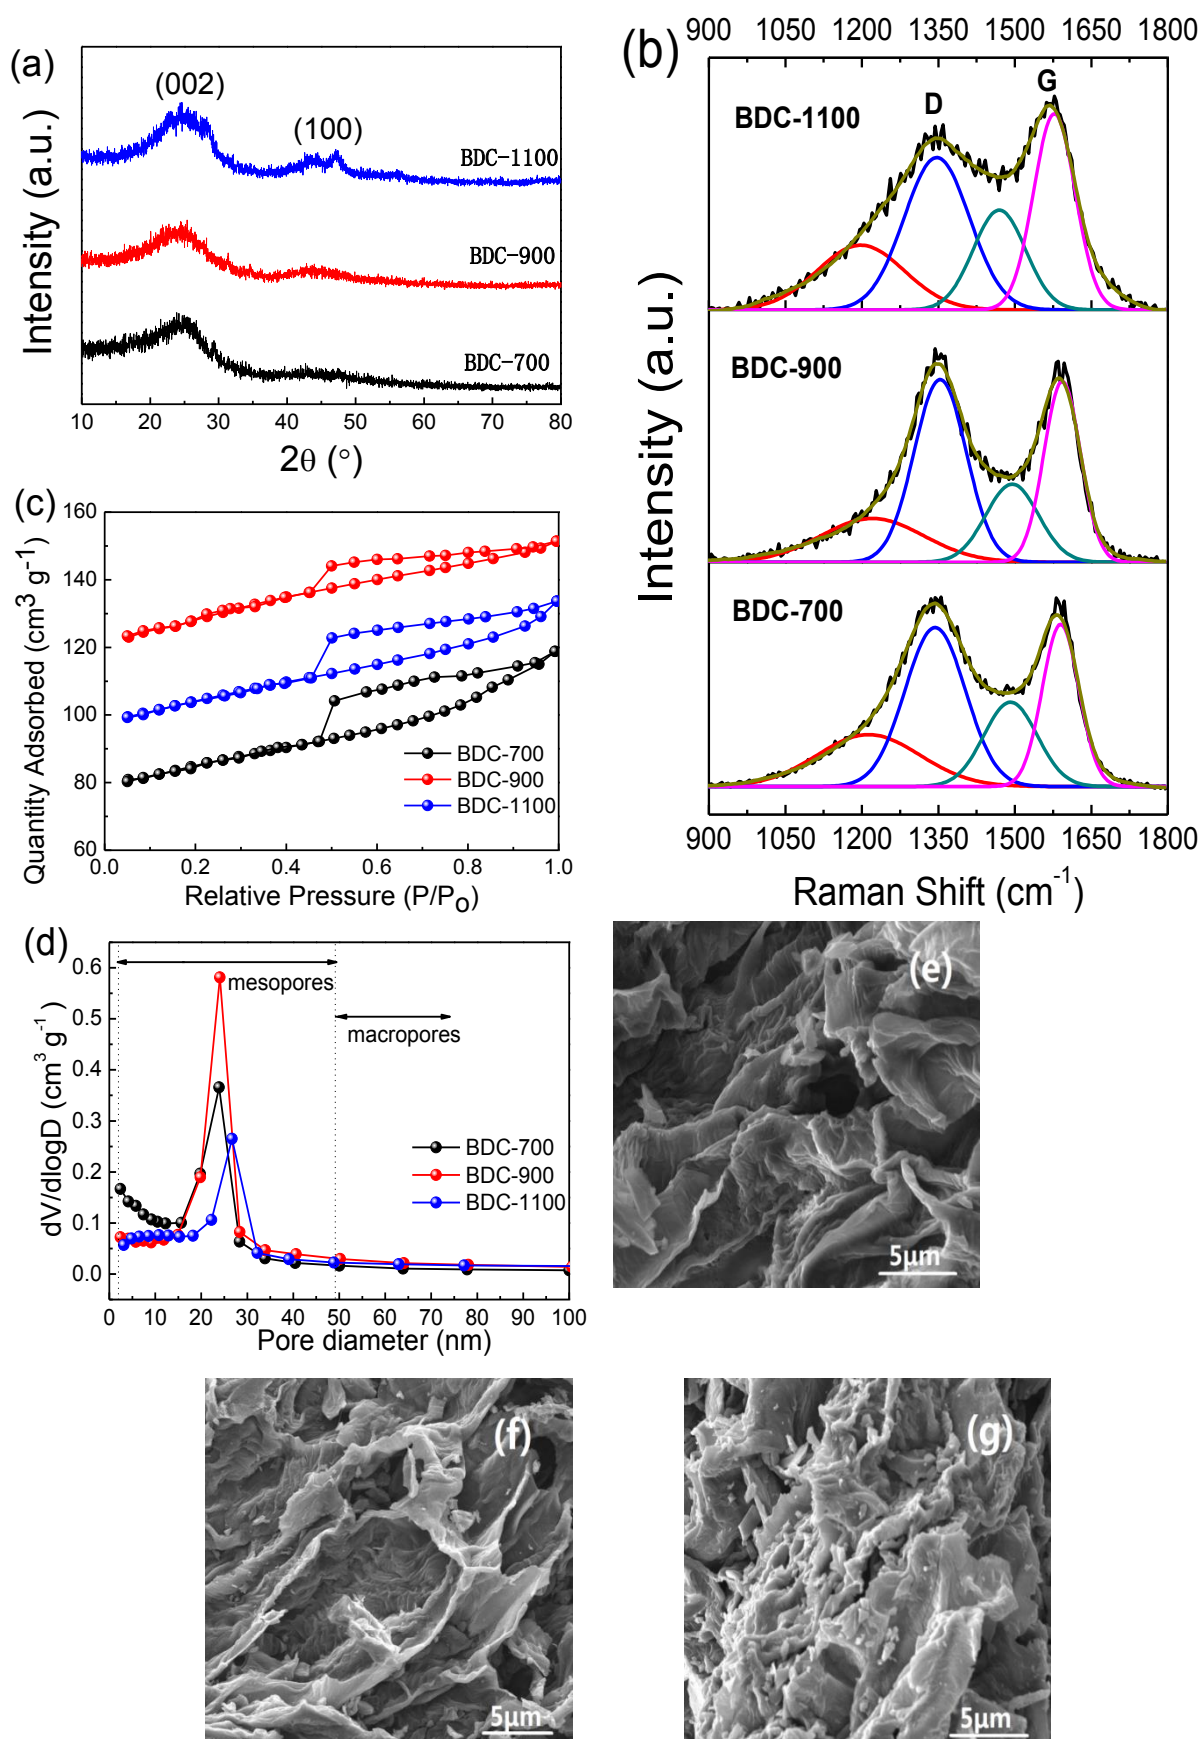 (a)
(002)
(100)
BDC-1100
BDC-900
BDC-700
Intensity (a.u.)
10 20 30 40 50 60 70 80
2θ (°)
(b)
900 1050 1200 1350 1500 1650 1800
D
G
BDC-1100
BDC-900
BDC-700
Intensity (a.u.)
900 1050 1200 1350 1500 1650 1800
Raman Shift (cm⁻¹)
(c)
160
140
120
100
80
60
Quantity Adsorbed (cm³ g⁻¹)
BDC-700
BDC-900
BDC-1100
0.0 0.2 0.4 0.6 0.8 1.0
Relative Pressure (P/Po)
(d)
0.6
0.5
0.4
0.3
0.2
0.1
0.0
dV/dlogD (cm³ g⁻¹)
mesopores
macropores
BDC-700
BDC-900
BDC-1100
0 10 20 30 40 50 60 70 80 90 100
Pore diameter (nm)
(e)
5μm
(f)
5μm
(g)
5μm